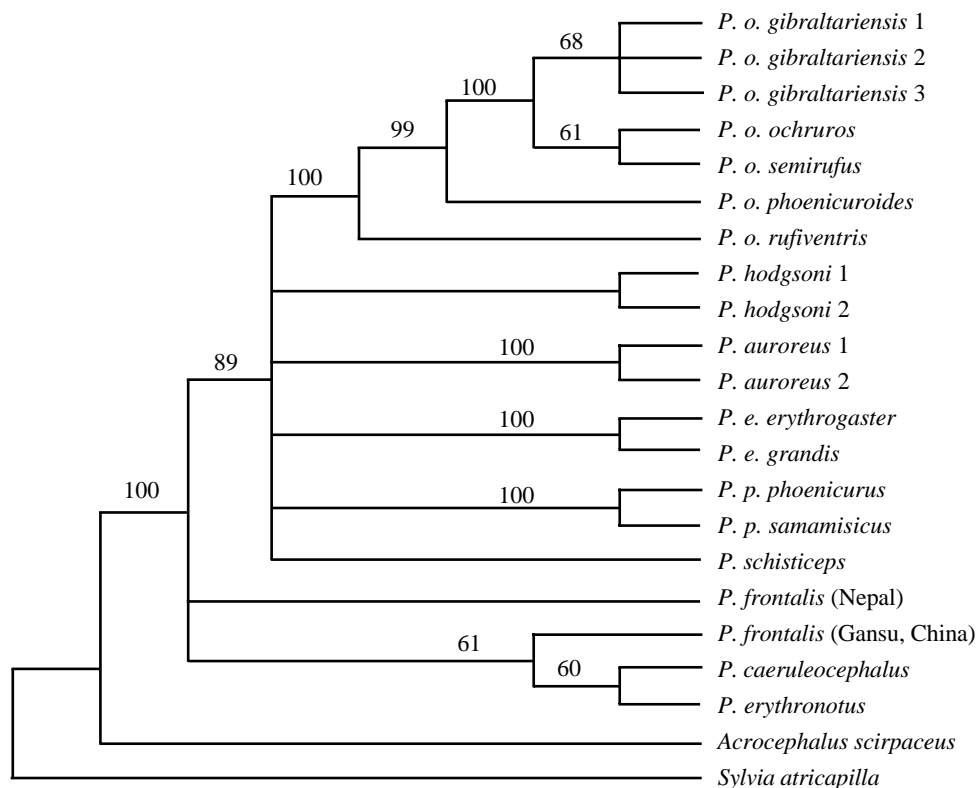 P. o. gibraltariensis 1
68
P. o. gibraltariensis 2
100
P. o. gibraltariensis 3
99
61
P. o. ochruros
P. o. semirufus
100
P. o. phoenicuroides
P. o. rufiventris
P. hodgsoni 1
P. hodgsoni 2
100
P. auroreus 1
89
P. auroreus 2
100
P. e. erythrogaster
P. e. grandis
100
100
P. p. phoenicurus
P. p. samamisicus
P. schisticeps
P. frontalis (Nepal)
61
P. frontalis (Gansu, China)
60
P. caeruleocephalus
P. erythronotus
Acrocephalus scirpaceus
Sylvia atricapilla